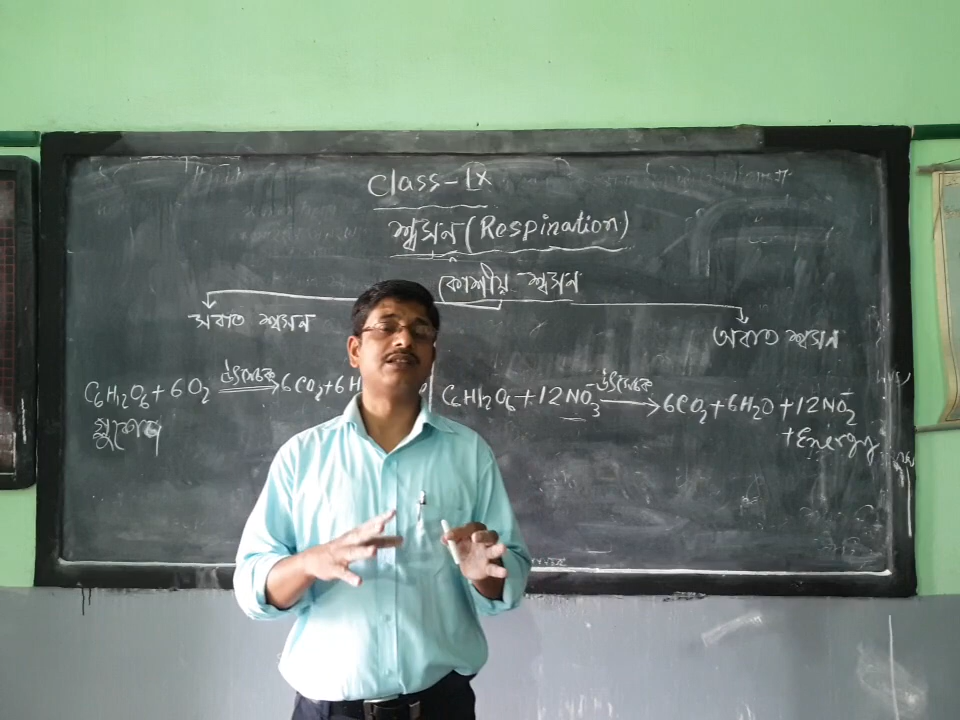 Class-IX
শ্বসন (Respiration)
কোশীয় শ্বসন
সবাত শ্বসন
অবাত শ্বসন
C₆H₁₂O₆ + 6O₂ উৎসেচক → 6CO₂ + 6H
গ্লুকোজ
C₆H₁₂O₆ + 12NO₃⁻ উৎসেচক → 6CO₂ + 6H₂O + 12NO₂⁻
+ Energy